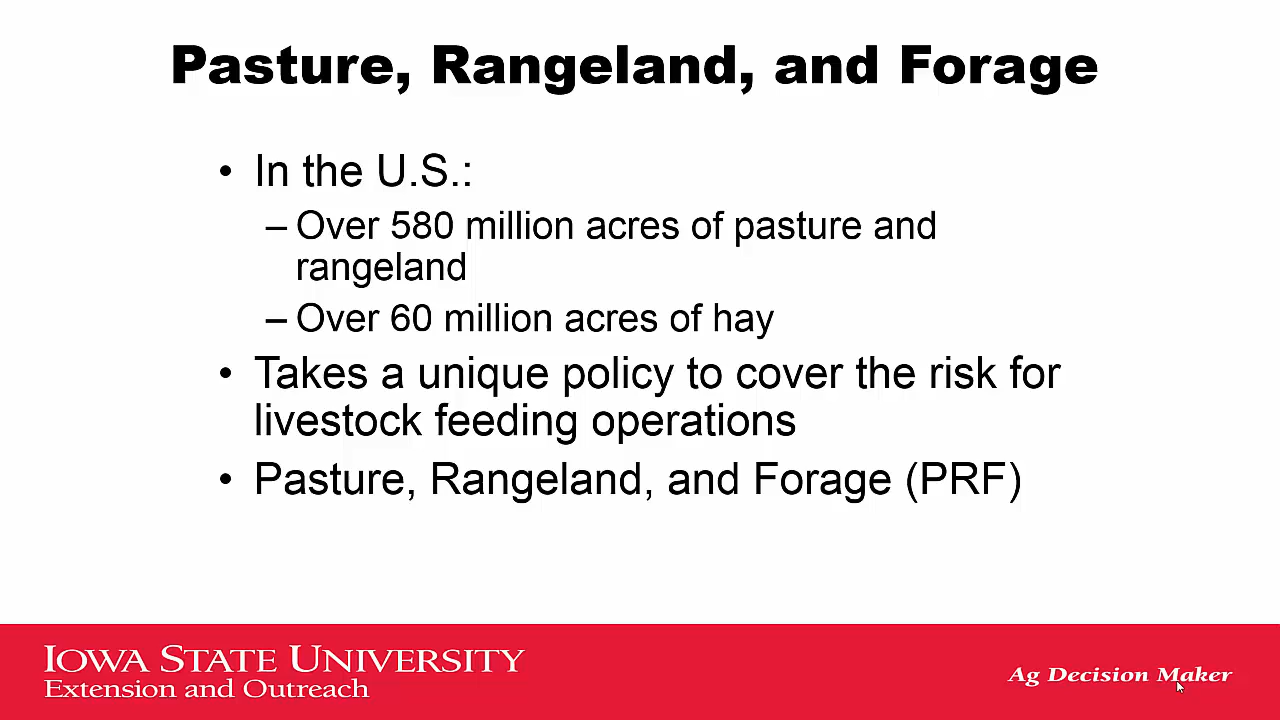 Pasture, Rangeland, and Forage
• In the U.S.:
– Over 580 million acres of pasture and
rangeland
– Over 60 million acres of hay
• Takes a unique policy to cover the risk for
livestock feeding operations
• Pasture, Rangeland, and Forage (PRF)
IOWA STATE UNIVERSITY
Extension and Outreach
Ag Decision Maker